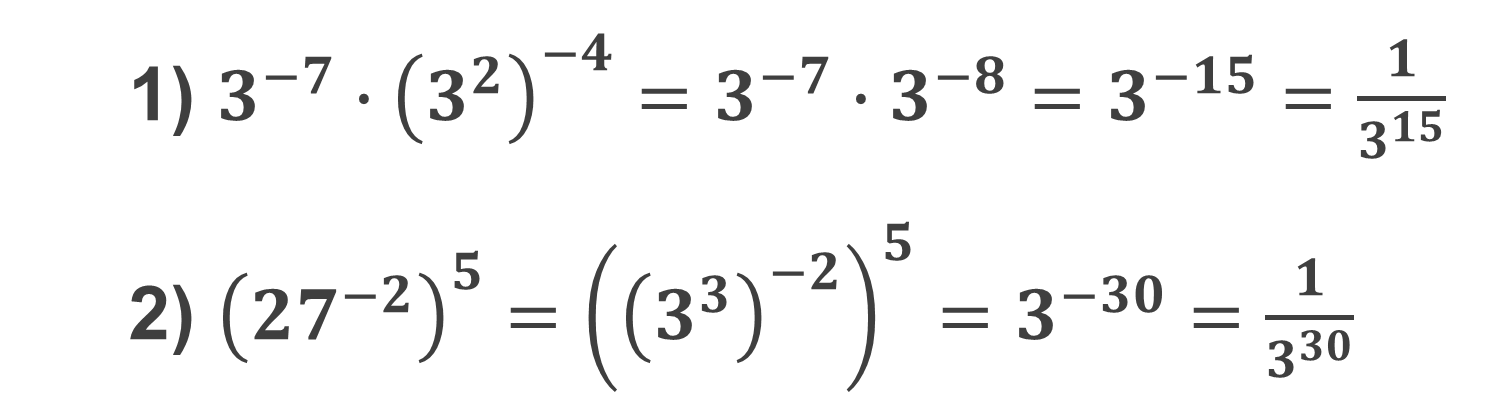 1) 3⁻⁷ · (3²)⁻⁴ = 3⁻⁷ · 3⁻⁸ = 3⁻¹⁵ = 1/3¹⁵
2) (27⁻²)⁵ = ((3³)⁻²)⁵ = 3⁻³⁰ = 1/3³⁰